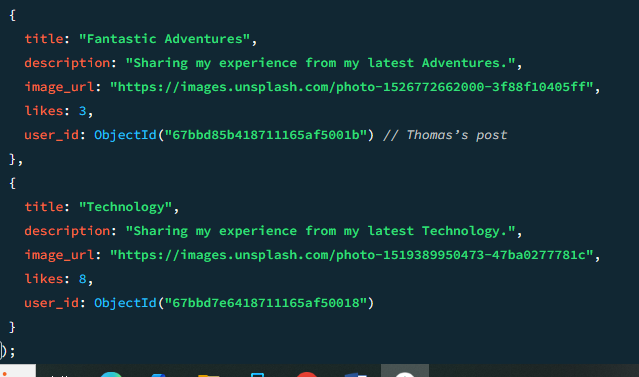 {
title: "Fantastic Adventures",
description: "Sharing my experience from my latest Adventures.",
image_url: "https://images.unsplash.com/photo-1526772662000-3f88f10405ff",
likes: 3,
user_id: ObjectId("67bbd85b418711165af5001b") // Thomas’s post
},
{
title: "Technology",
description: "Sharing my experience from my latest Technology.",
image_url: "https://images.unsplash.com/photo-1519389950473-47ba0277781c",
likes: 8,
user_id: ObjectId("67bbd7e6418711165af50018")
}
);